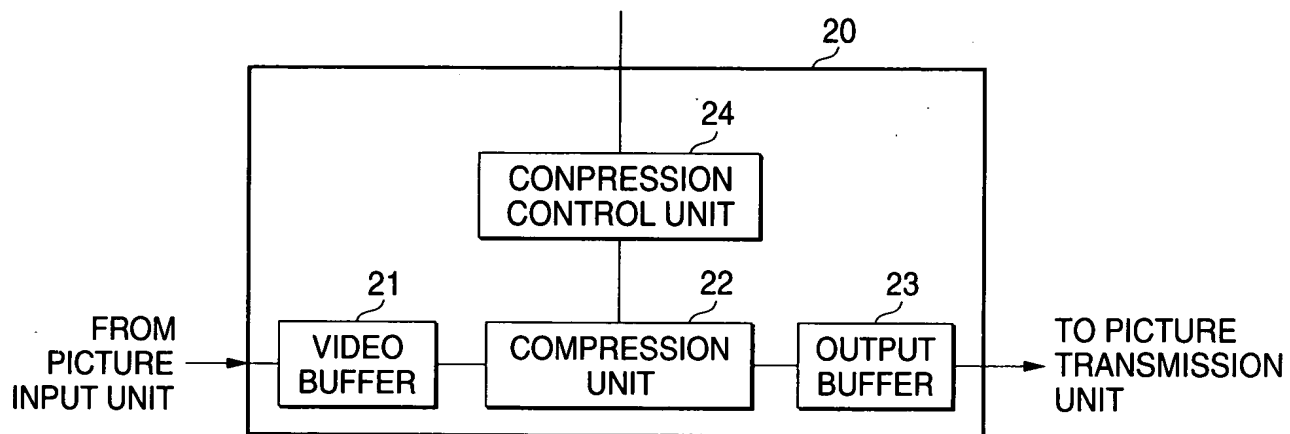 20
24
CONPRESSION
CONTROL UNIT
21
22
23
FROM
PICTURE
INPUT UNIT
VIDEO
BUFFER
COMPRESSION
UNIT
OUTPUT
BUFFER
TO PICTURE
TRANSMISSION
UNIT